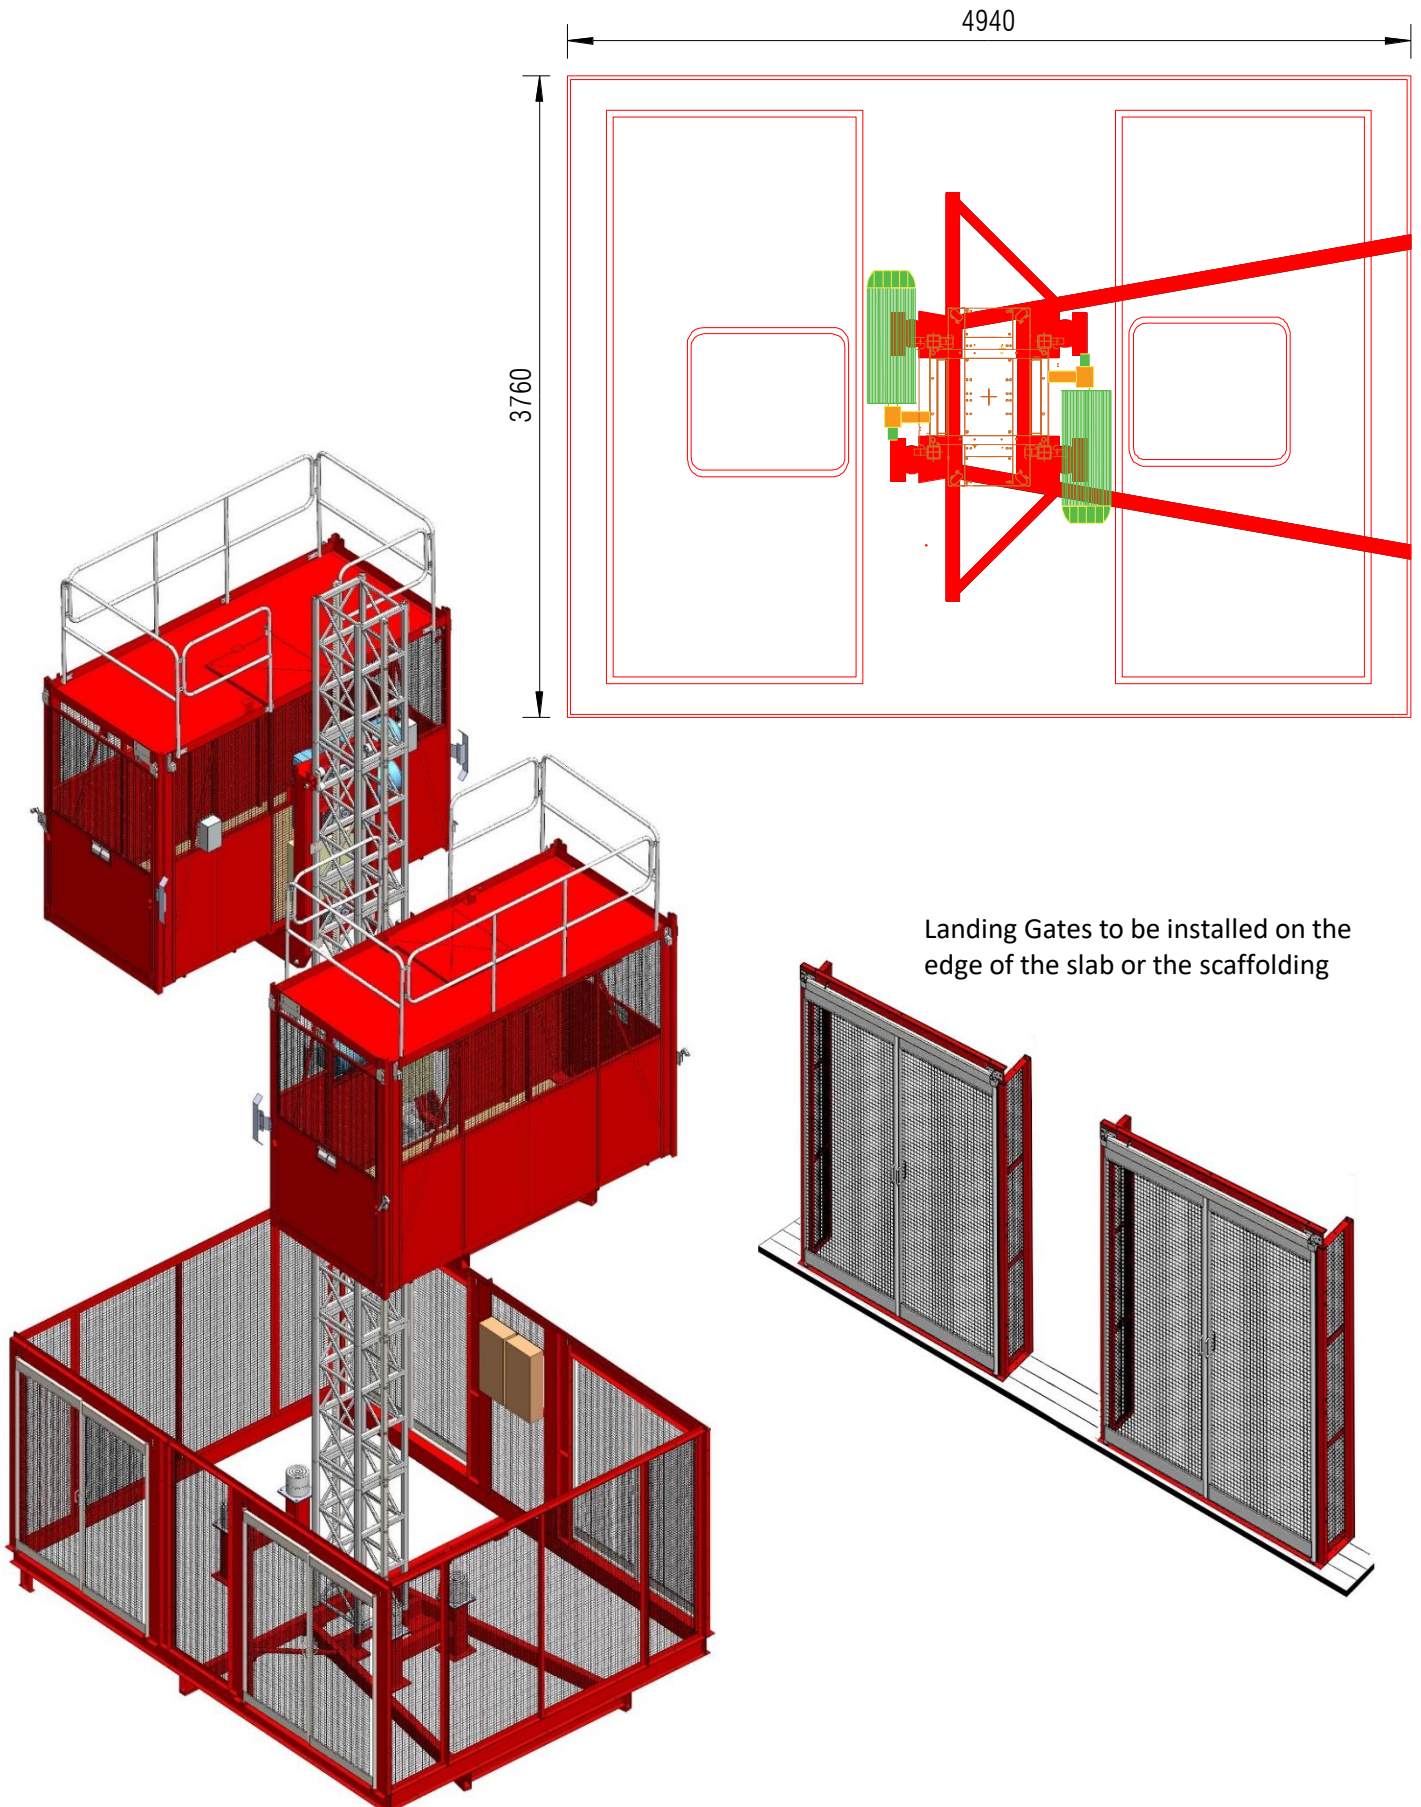 4940
3760
Landing Gates to be installed on the
edge of the slab or the scaffolding